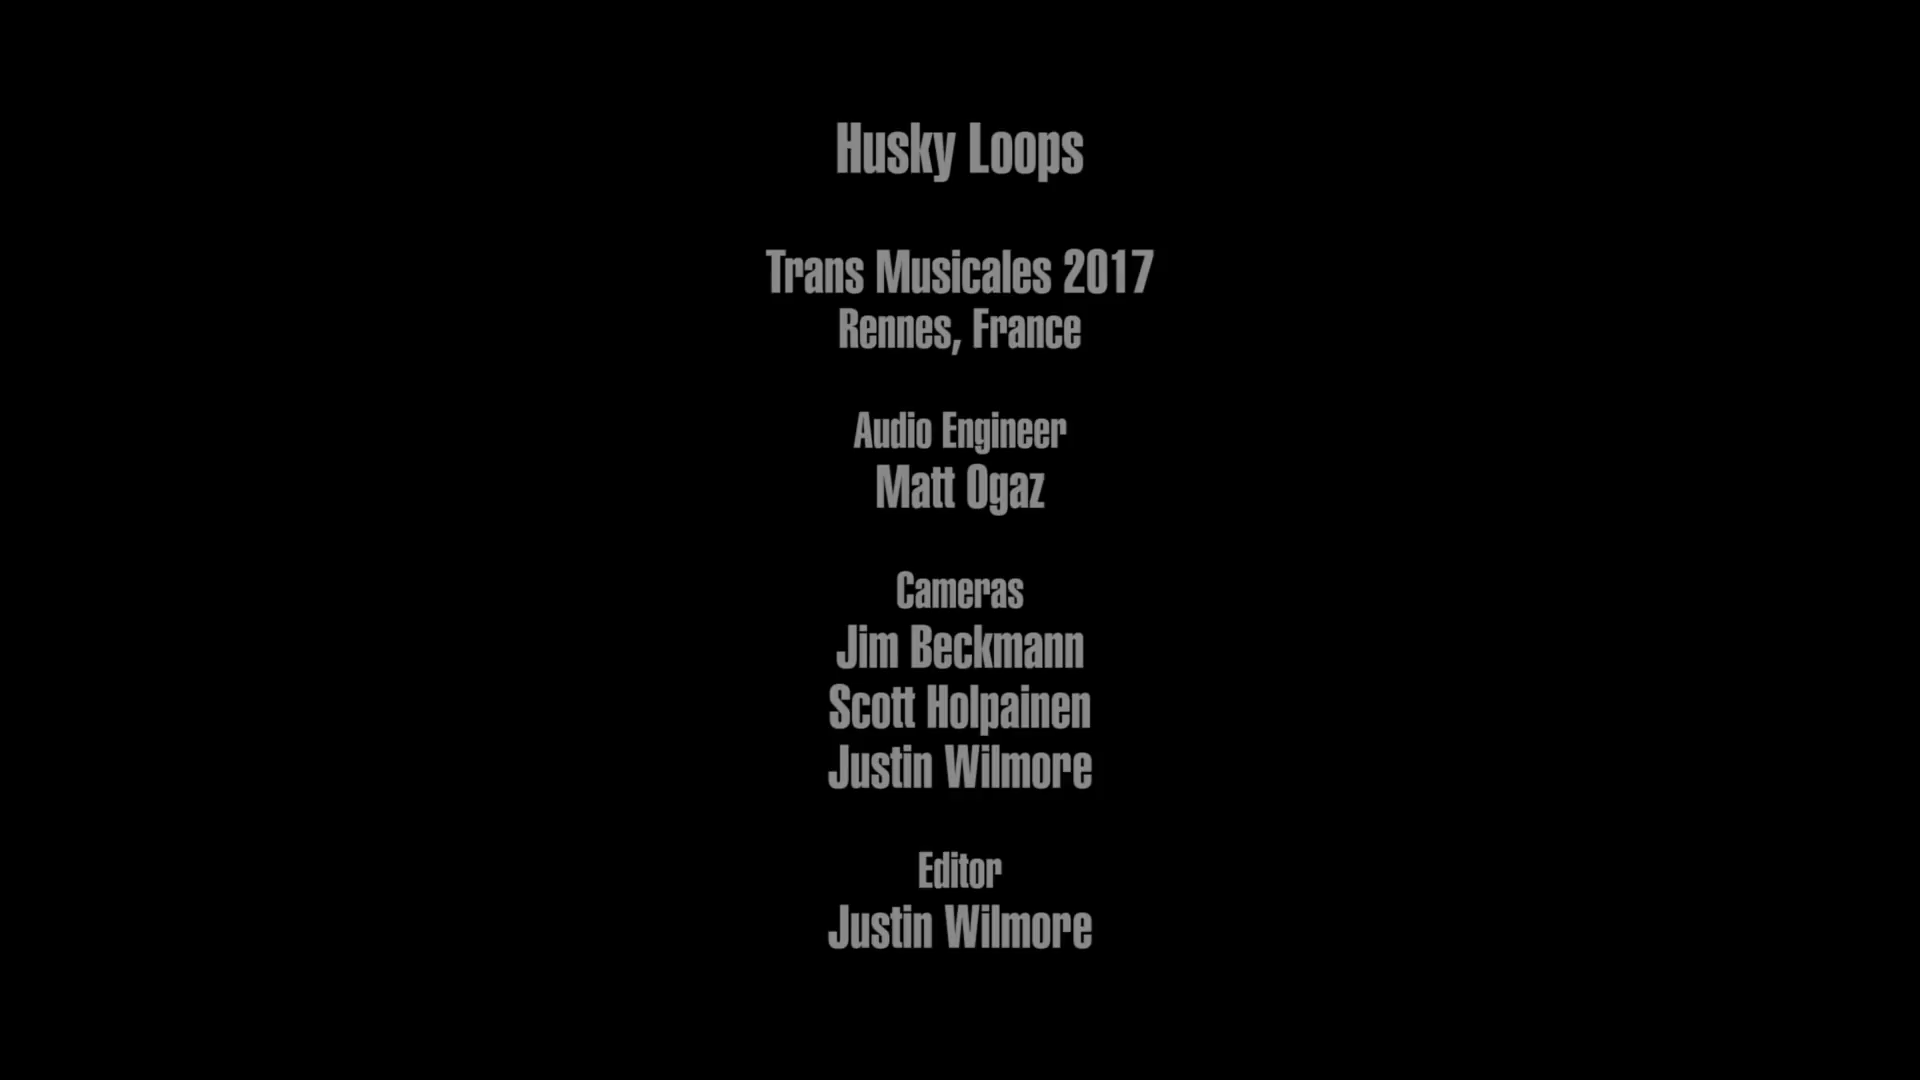 Husky Loops
Trans Musicales 2017
Rennes, France
Audio Engineer
Matt Ogaz
Cameras
Jim Beckmann
Scott Holpainen
Justin Wilmore
Editor
Justin Wilmore